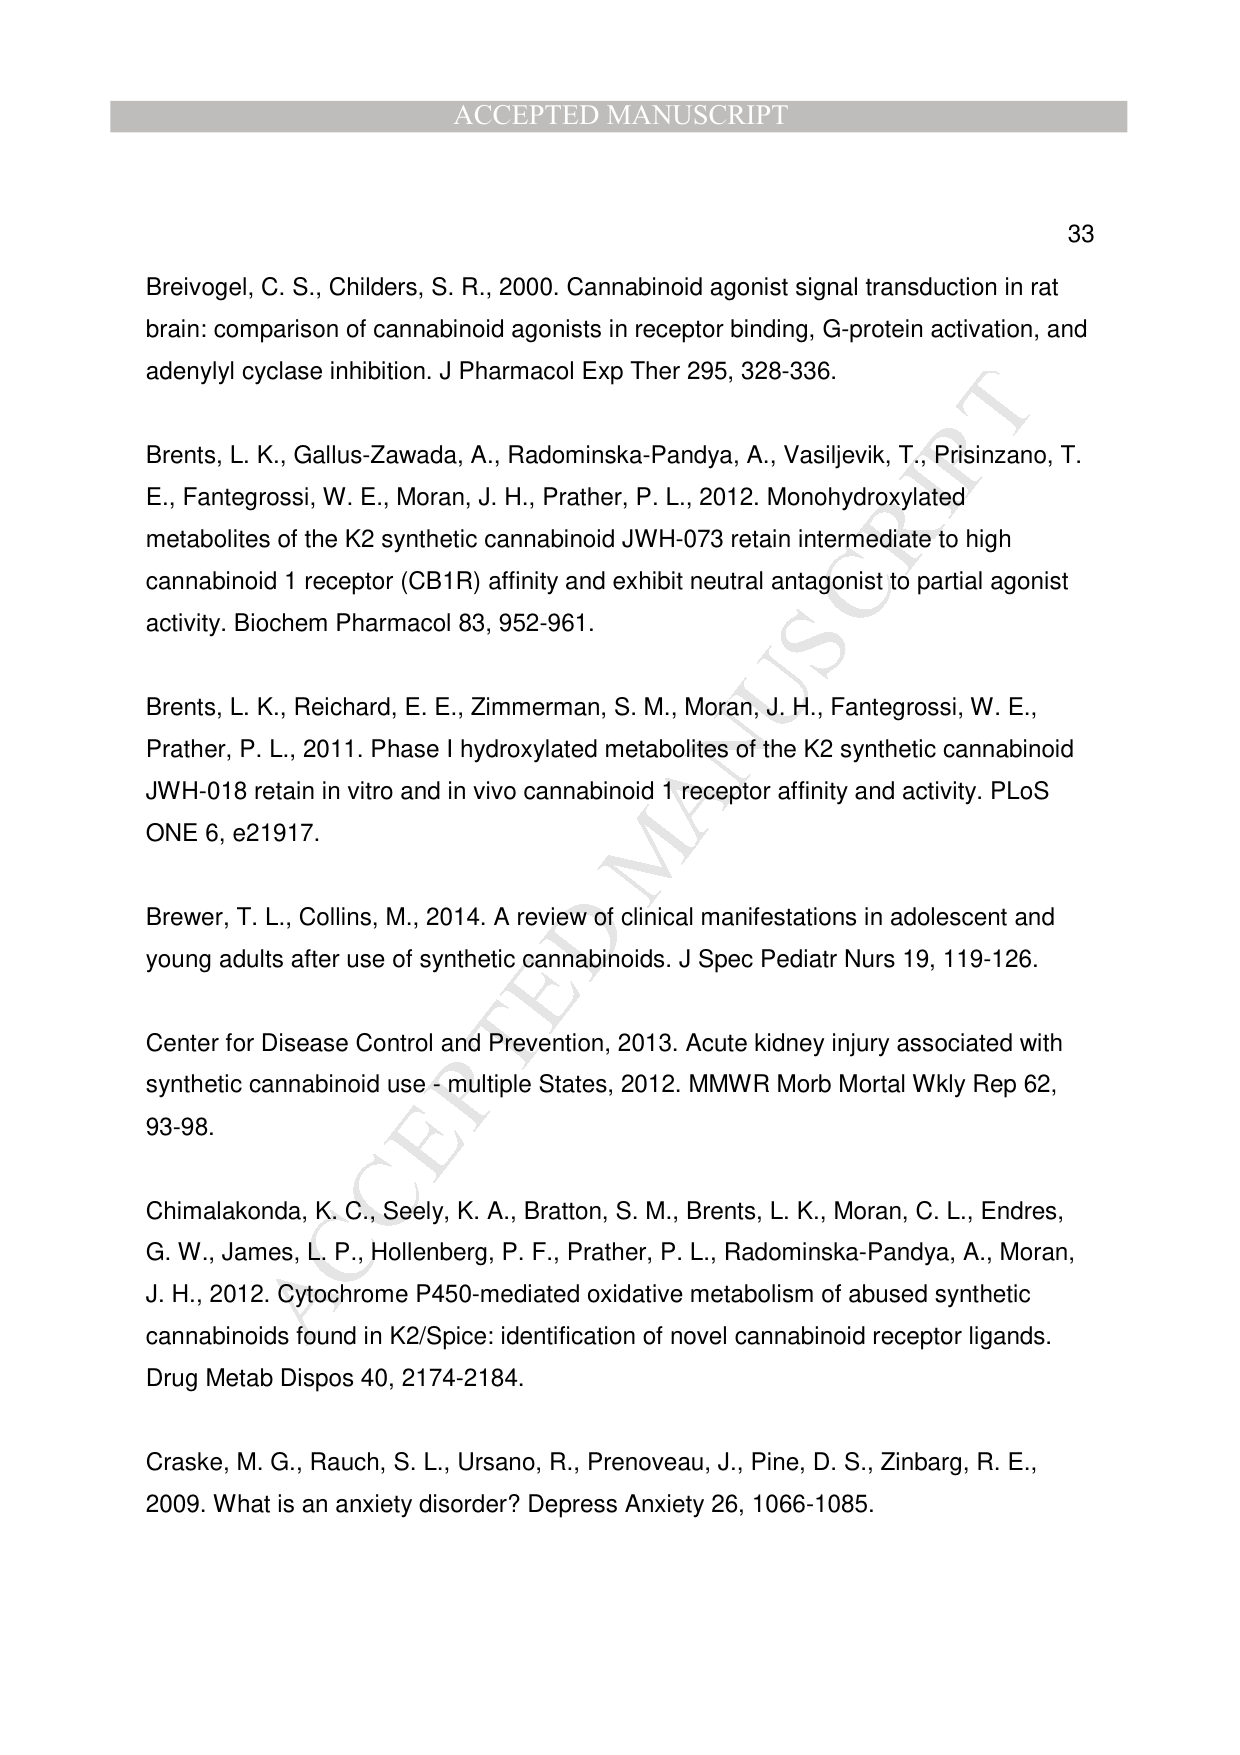 ACCEPTED MANUSCRIPT
33
Breivogel, C. S., Childers, S. R., 2000. Cannabinoid agonist signal transduction in rat
brain: comparison of cannabinoid agonists in receptor binding, G-protein activation, and
adenylyl cyclase inhibition. J Pharmacol Exp Ther 295, 328-336.
Brents, L. K., Gallus-Zawada, A., Radominska-Pandya, A., Vasiljevik, T., Prisinzano, T.
E., Fantegrossi, W. E., Moran, J. H., Prather, P. L., 2012. Monohydroxylated
metabolites of the K2 synthetic cannabinoid JWH-073 retain intermediate to high
cannabinoid 1 receptor (CB1R) affinity and exhibit neutral antagonist to partial agonist
activity. Biochem Pharmacol 83, 952-961.
Brents, L. K., Reichard, E. E., Zimmerman, S. M., Moran, J. H., Fantegrossi, W. E.,
Prather, P. L., 2011. Phase I hydroxylated metabolites of the K2 synthetic cannabinoid
JWH-018 retain in vitro and in vivo cannabinoid 1 receptor affinity and activity. PLoS
ONE 6, e21917.
Brewer, T. L., Collins, M., 2014. A review of clinical manifestations in adolescent and
young adults after use of synthetic cannabinoids. J Spec Pediatr Nurs 19, 119-126.
Center for Disease Control and Prevention, 2013. Acute kidney injury associated with
synthetic cannabinoid use - multiple States, 2012. MMWR Morb Mortal Wkly Rep 62,
93-98.
Chimalakonda, K. C., Seely, K. A., Bratton, S. M., Brents, L. K., Moran, C. L., Endres,
G. W., James, L. P., Hollenberg, P. F., Prather, P. L., Radominska-Pandya, A., Moran,
J. H., 2012. Cytochrome P450-mediated oxidative metabolism of abused synthetic
cannabinoids found in K2/Spice: identification of novel cannabinoid receptor ligands.
Drug Metab Dispos 40, 2174-2184.
Craske, M. G., Rauch, S. L., Ursano, R., Prenoveau, J., Pine, D. S., Zinbarg, R. E.,
2009. What is an anxiety disorder? Depress Anxiety 26, 1066-1085.
ACCEPTED MANUSCRIPT